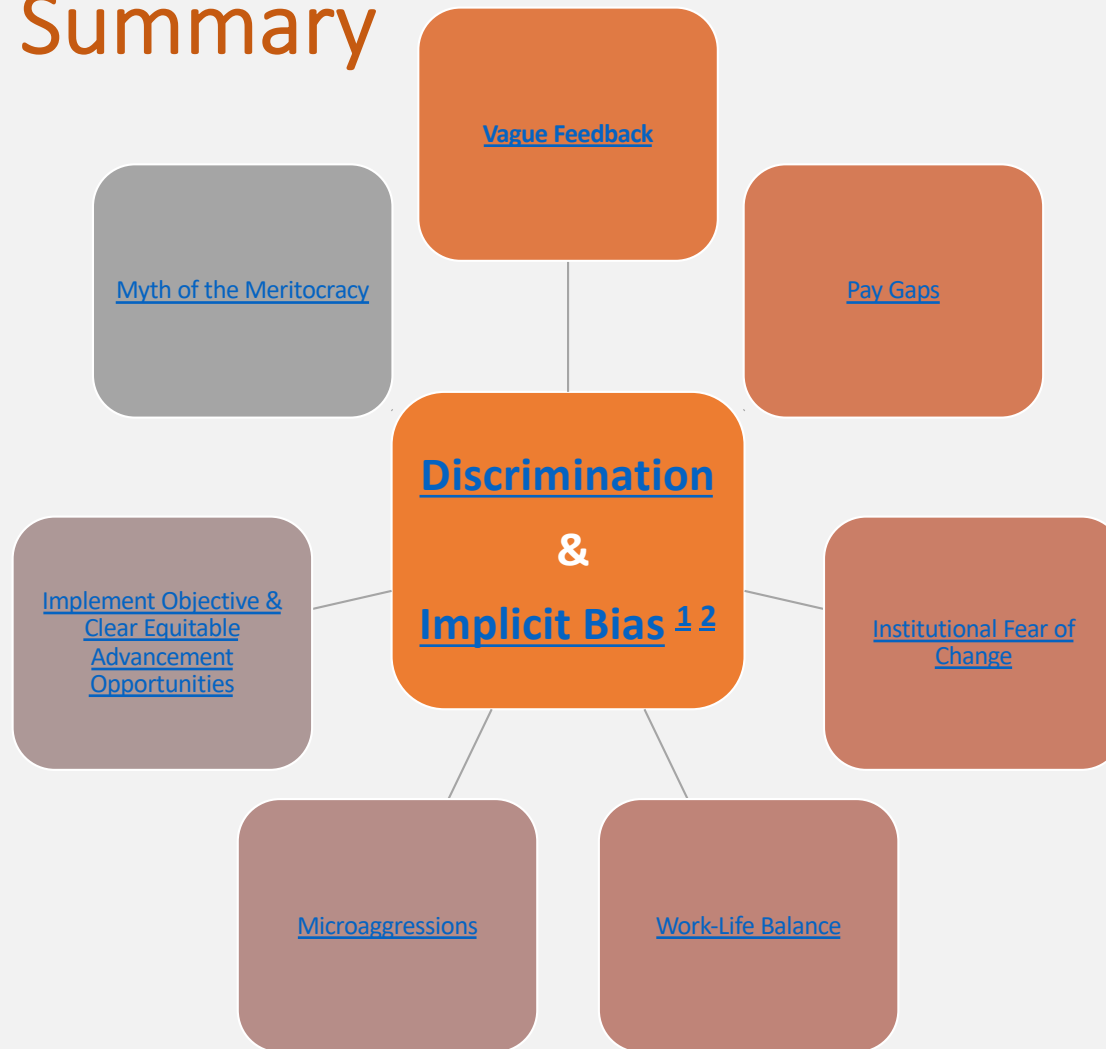 Summary
Vague Feedback
Myth of the Meritocracy
Pay Gaps
Discrimination
&
Implicit Bias 1 2
Implement Objective &
Clear Equitable
Advancement
Opportunities
Institutional Fear of
Change
Microaggressions
Work-Life Balance